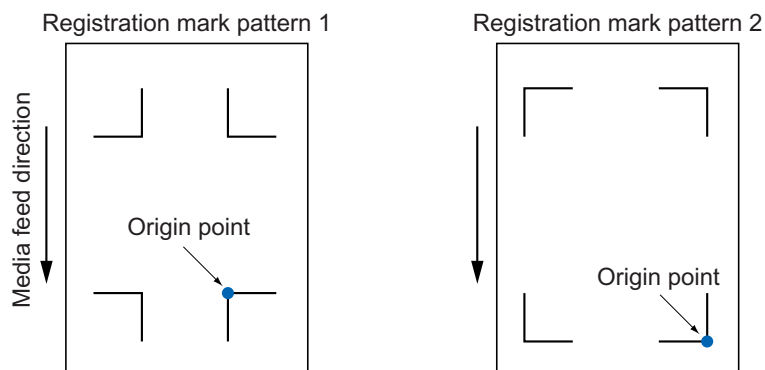 Registration mark pattern 1
Registration mark pattern 2
Media feed direction
Origin point
Origin point